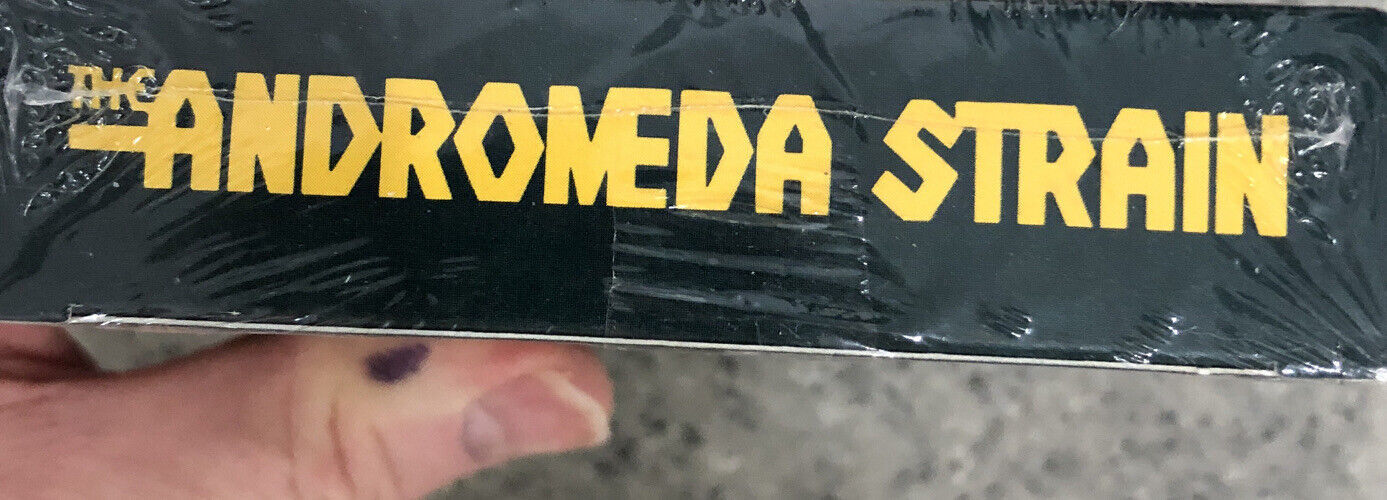 THE ANDROMEDA STRAIN